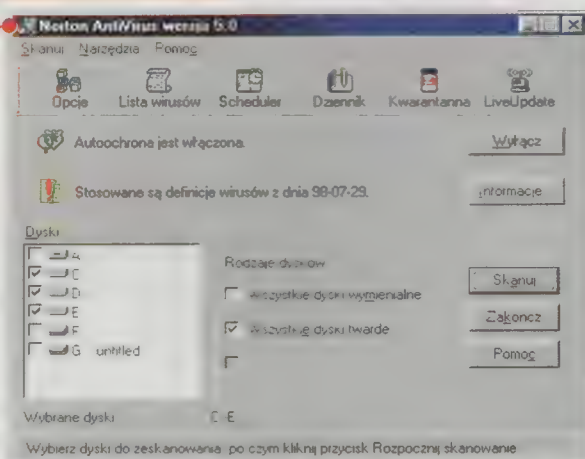 Norton AntiVirus wersja 5.0
Skanuj Narzędzia Pomoc
Opcje Lista wirusów Scheduler Dziennik Kwarantanna LiveUpdate
Autoochrona jest włączona. Wyłącz
Stosowane są definicje wirusów z dnia 98-07-29. Informacje
Dyski
A
C
D
E
F
G untitled
Rodzaje dysków
Wszystkie dyski wymienialne
Wszystkie dyski twarde
Skanuj
Zakończ
Pomoc
Wybrane dyski C-E
Wybierz dyski do zeskanowania po czym kliknij przycisk Rozpocznij skanowanie